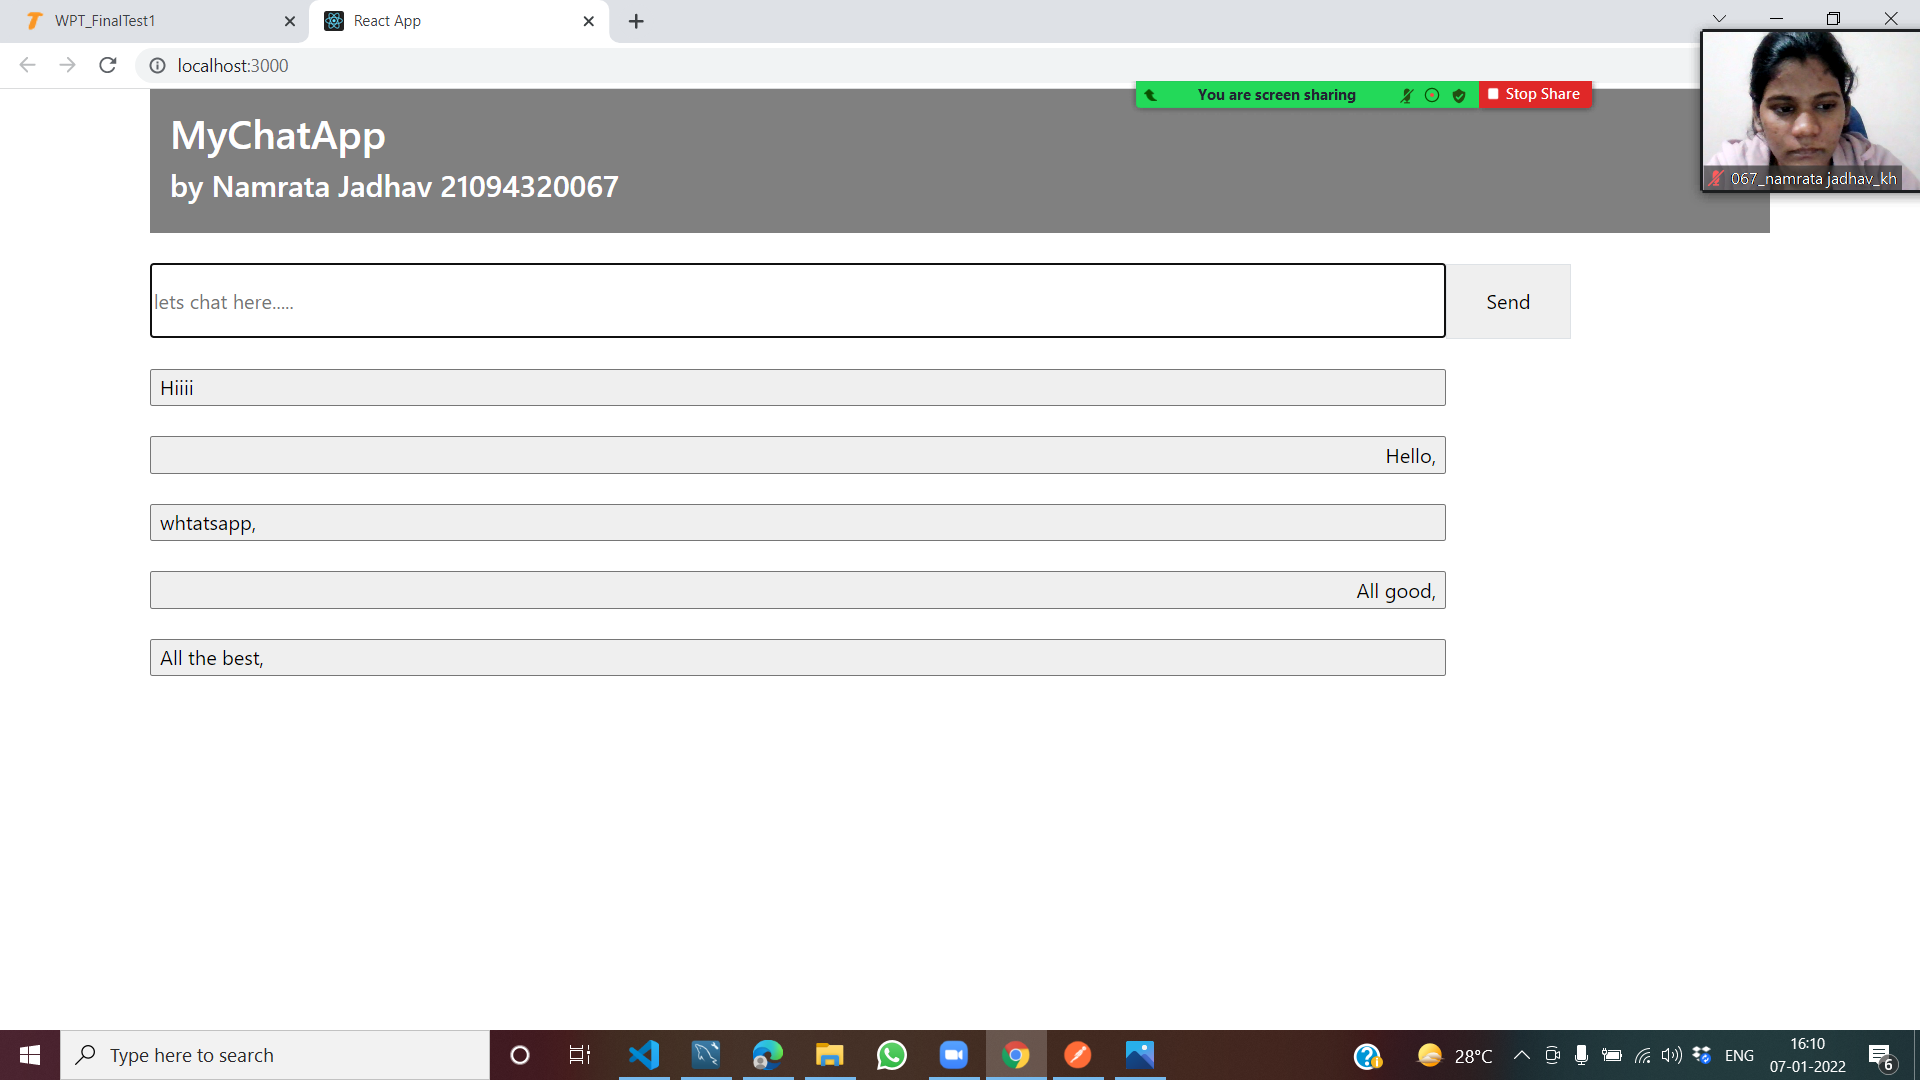 WPT_FinalTest1
React App
localhost:3000
You are screen sharing
Stop Share
067_namrata jadhav_kh
MyChatApp
by Namrata Jadhav 21094320067
lets chat here.....
Send
Hiiii
Hello,
whtatsapp,
All good,
All the best,
Type here to search
28°C
ENG
16:10
07-01-2022
6